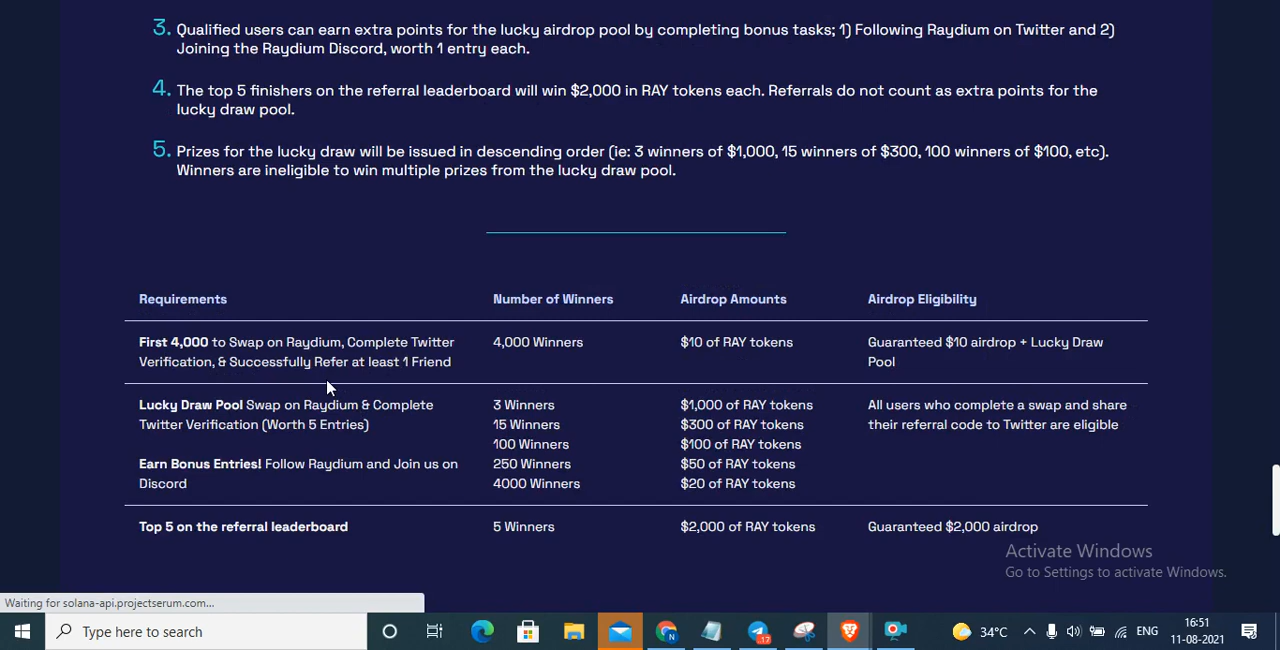 3. Qualified users can earn extra points for the lucky airdrop pool by completing bonus tasks; 1) Following Raydium on Twitter and 2)
Joining the Raydium Discord, worth 1 entry each.
4. The top 5 finishers on the referral leaderboard will win $2,000 in RAY tokens each. Referrals do not count as extra points for the
lucky draw pool.
5. Prizes for the lucky draw will be issued in descending order (ie: 3 winners of $1,000, 15 winners of $300, 100 winners of $100, etc).
Winners are ineligible to win multiple prizes from the lucky draw pool.
Requirements Number of Winners Airdrop Amounts Airdrop Eligibility
First 4,000 to Swap on Raydium, Complete Twitter 4,000 Winners $10 of RAY tokens Guaranteed $10 airdrop + Lucky Draw
Verification, & Successfully Refer at least 1 Friend Pool
Lucky Draw Pool Swap on Raydium & Complete 3 Winners $1,000 of RAY tokens All users who complete a swap and share
Twitter Verification (Worth 5 Entries) 15 Winners $300 of RAY tokens their referral code to Twitter are eligible
100 Winners $100 of RAY tokens
Earn Bonus Entries! Follow Raydium and Join us on 250 Winners $50 of RAY tokens
Discord 4000 Winners $20 of RAY tokens
Top 5 on the referral leaderboard 5 Winners $2,000 of RAY tokens Guaranteed $2,000 airdrop
Activate Windows
Go to Settings to activate Windows.
Waiting for solana-api.projectserum.com...
Type here to search N 17 34°C ENG 16:51
11-08-2021